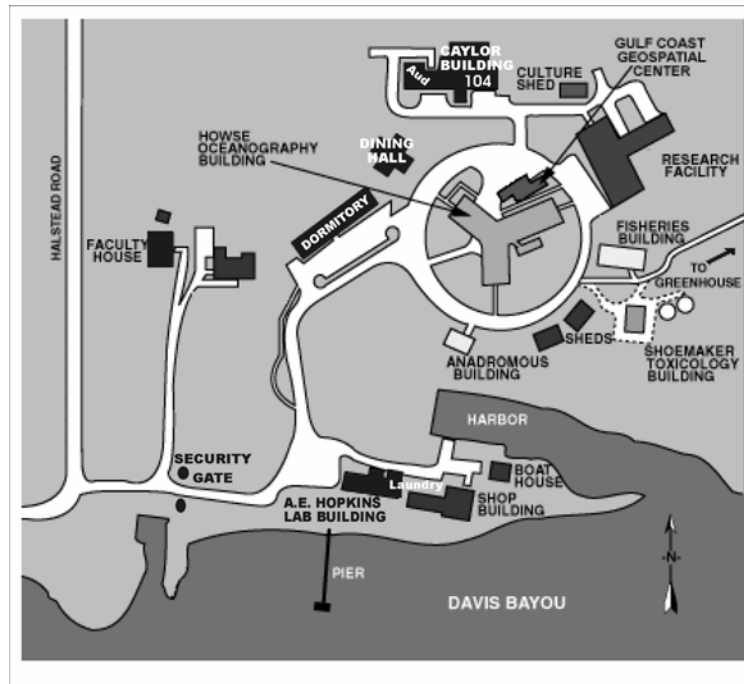 CAYLOR
BUILDING
Aud
104
GULF COAST
GEOSPATIAL
CENTER
CULTURE
SHED
HOWSE
OCEANOGRAPHY
BUILDING
DINING
HALL
RESEARCH
FACILITY
HALSTEAD ROAD
DORMITORY
FACULTY
HOUSE
FISHERIES
BUILDING
TO
GREENHOUSE
SHEDS
ANADROMOUS
BUILDING
SHOEMAKER
TOXICOLOGY
BUILDING
HARBOR
SECURITY
GATE
BOAT
HOUSE
Laundry
A.E. HOPKINS
LAB BUILDING
SHOP
BUILDING
PIER
-N-
DAVIS BAYOU